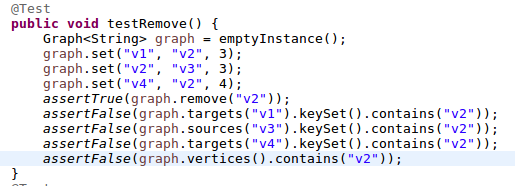 @Test
public void testRemove() {
    Graph<String> graph = emptyInstance();
    graph.set("v1", "v2", 3);
    graph.set("v2", "v3", 3);
    graph.set("v4", "v2", 4);
    assertTrue(graph.remove("v2"));
    assertFalse(graph.targets("v1").keySet().contains("v2"));
    assertFalse(graph.sources("v3").keySet().contains("v2"));
    assertFalse(graph.targets("v4").keySet().contains("v2"));
    assertFalse(graph.vertices().contains("v2"));
}